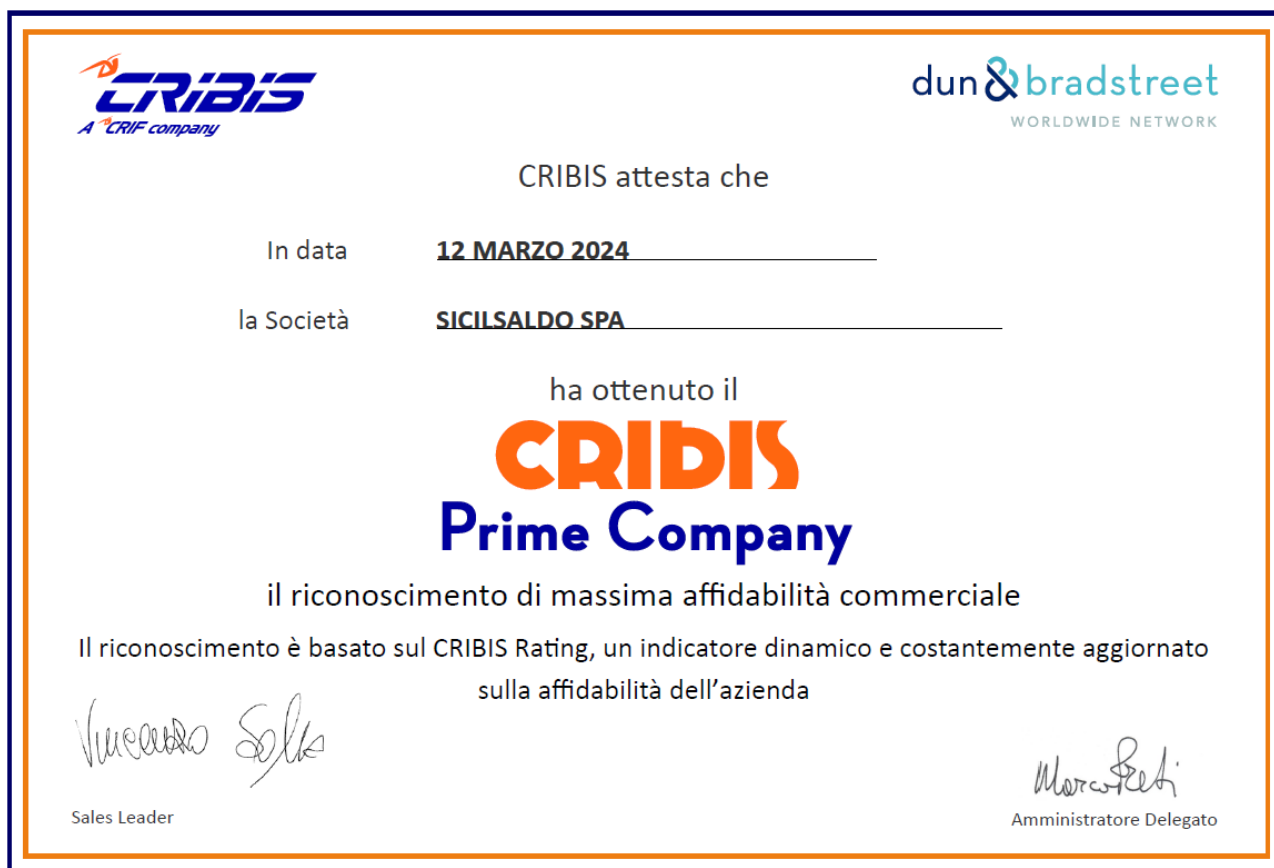 CRIBIS
A CRIF company
dun & bradstreet
WORLDWIDE NETWORK
CRIBIS attesta che
In data 12 MARZO 2024
la Società SICILSALDO SPA
ha ottenuto il
CRIBIS
Prime Company
il riconoscimento di massima affidabilità commerciale
Il riconoscimento è basato sul CRIBIS Rating, un indicatore dinamico e costantemente aggiornato
sulla affidabilità dell’azienda
Marco Preti
Sales Leader
Amministratore Delegato